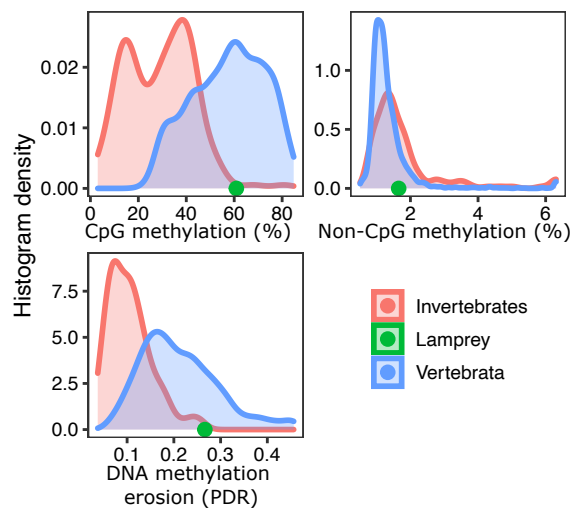 Histogram density
0.02
0.01
0.00
0 20 40 60 80
CpG methylation (%)
1.0
0.5
0.0
2 4 6
Non-CpG methylation (%)
7.5
5.0
2.5
0.0
0.1 0.2 0.3 0.4
DNA methylation
erosion (PDR)
Invertebrates
Lamprey
Vertebrata